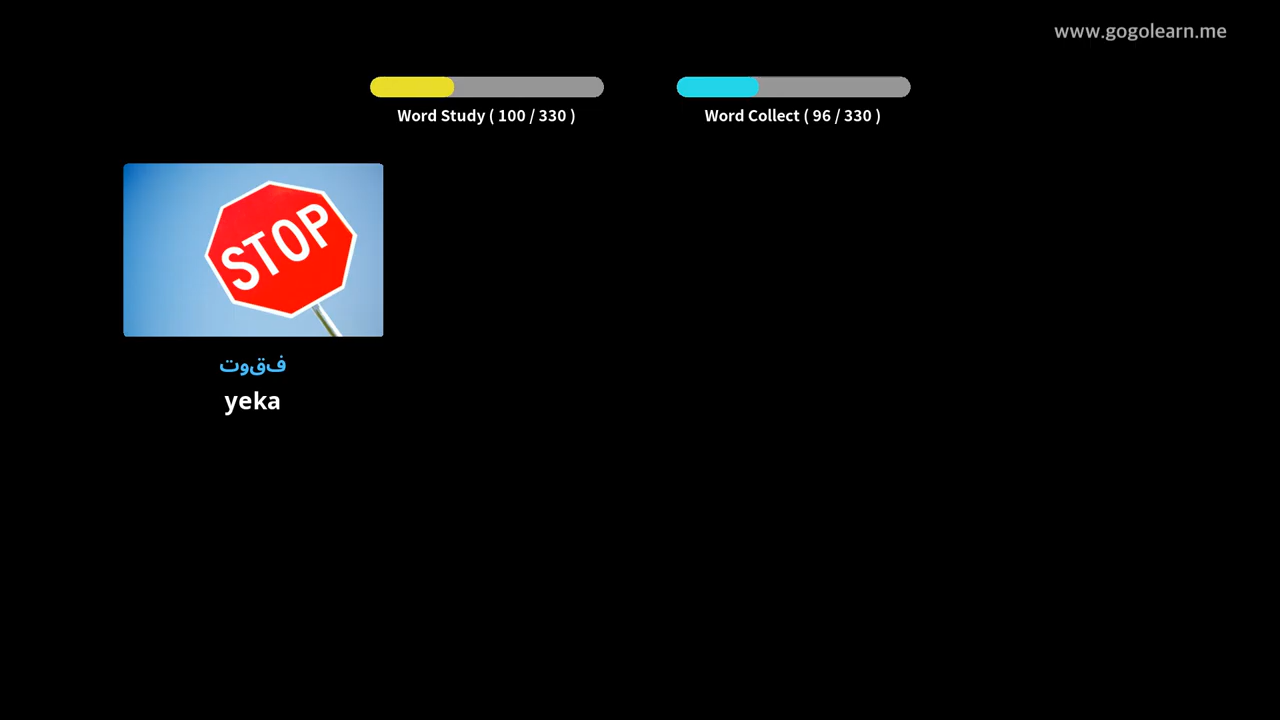 www.gogolearn.me
Word Study ( 100 / 330 )
Word Collect ( 96 / 330 )
STOP
فقوت
yeka